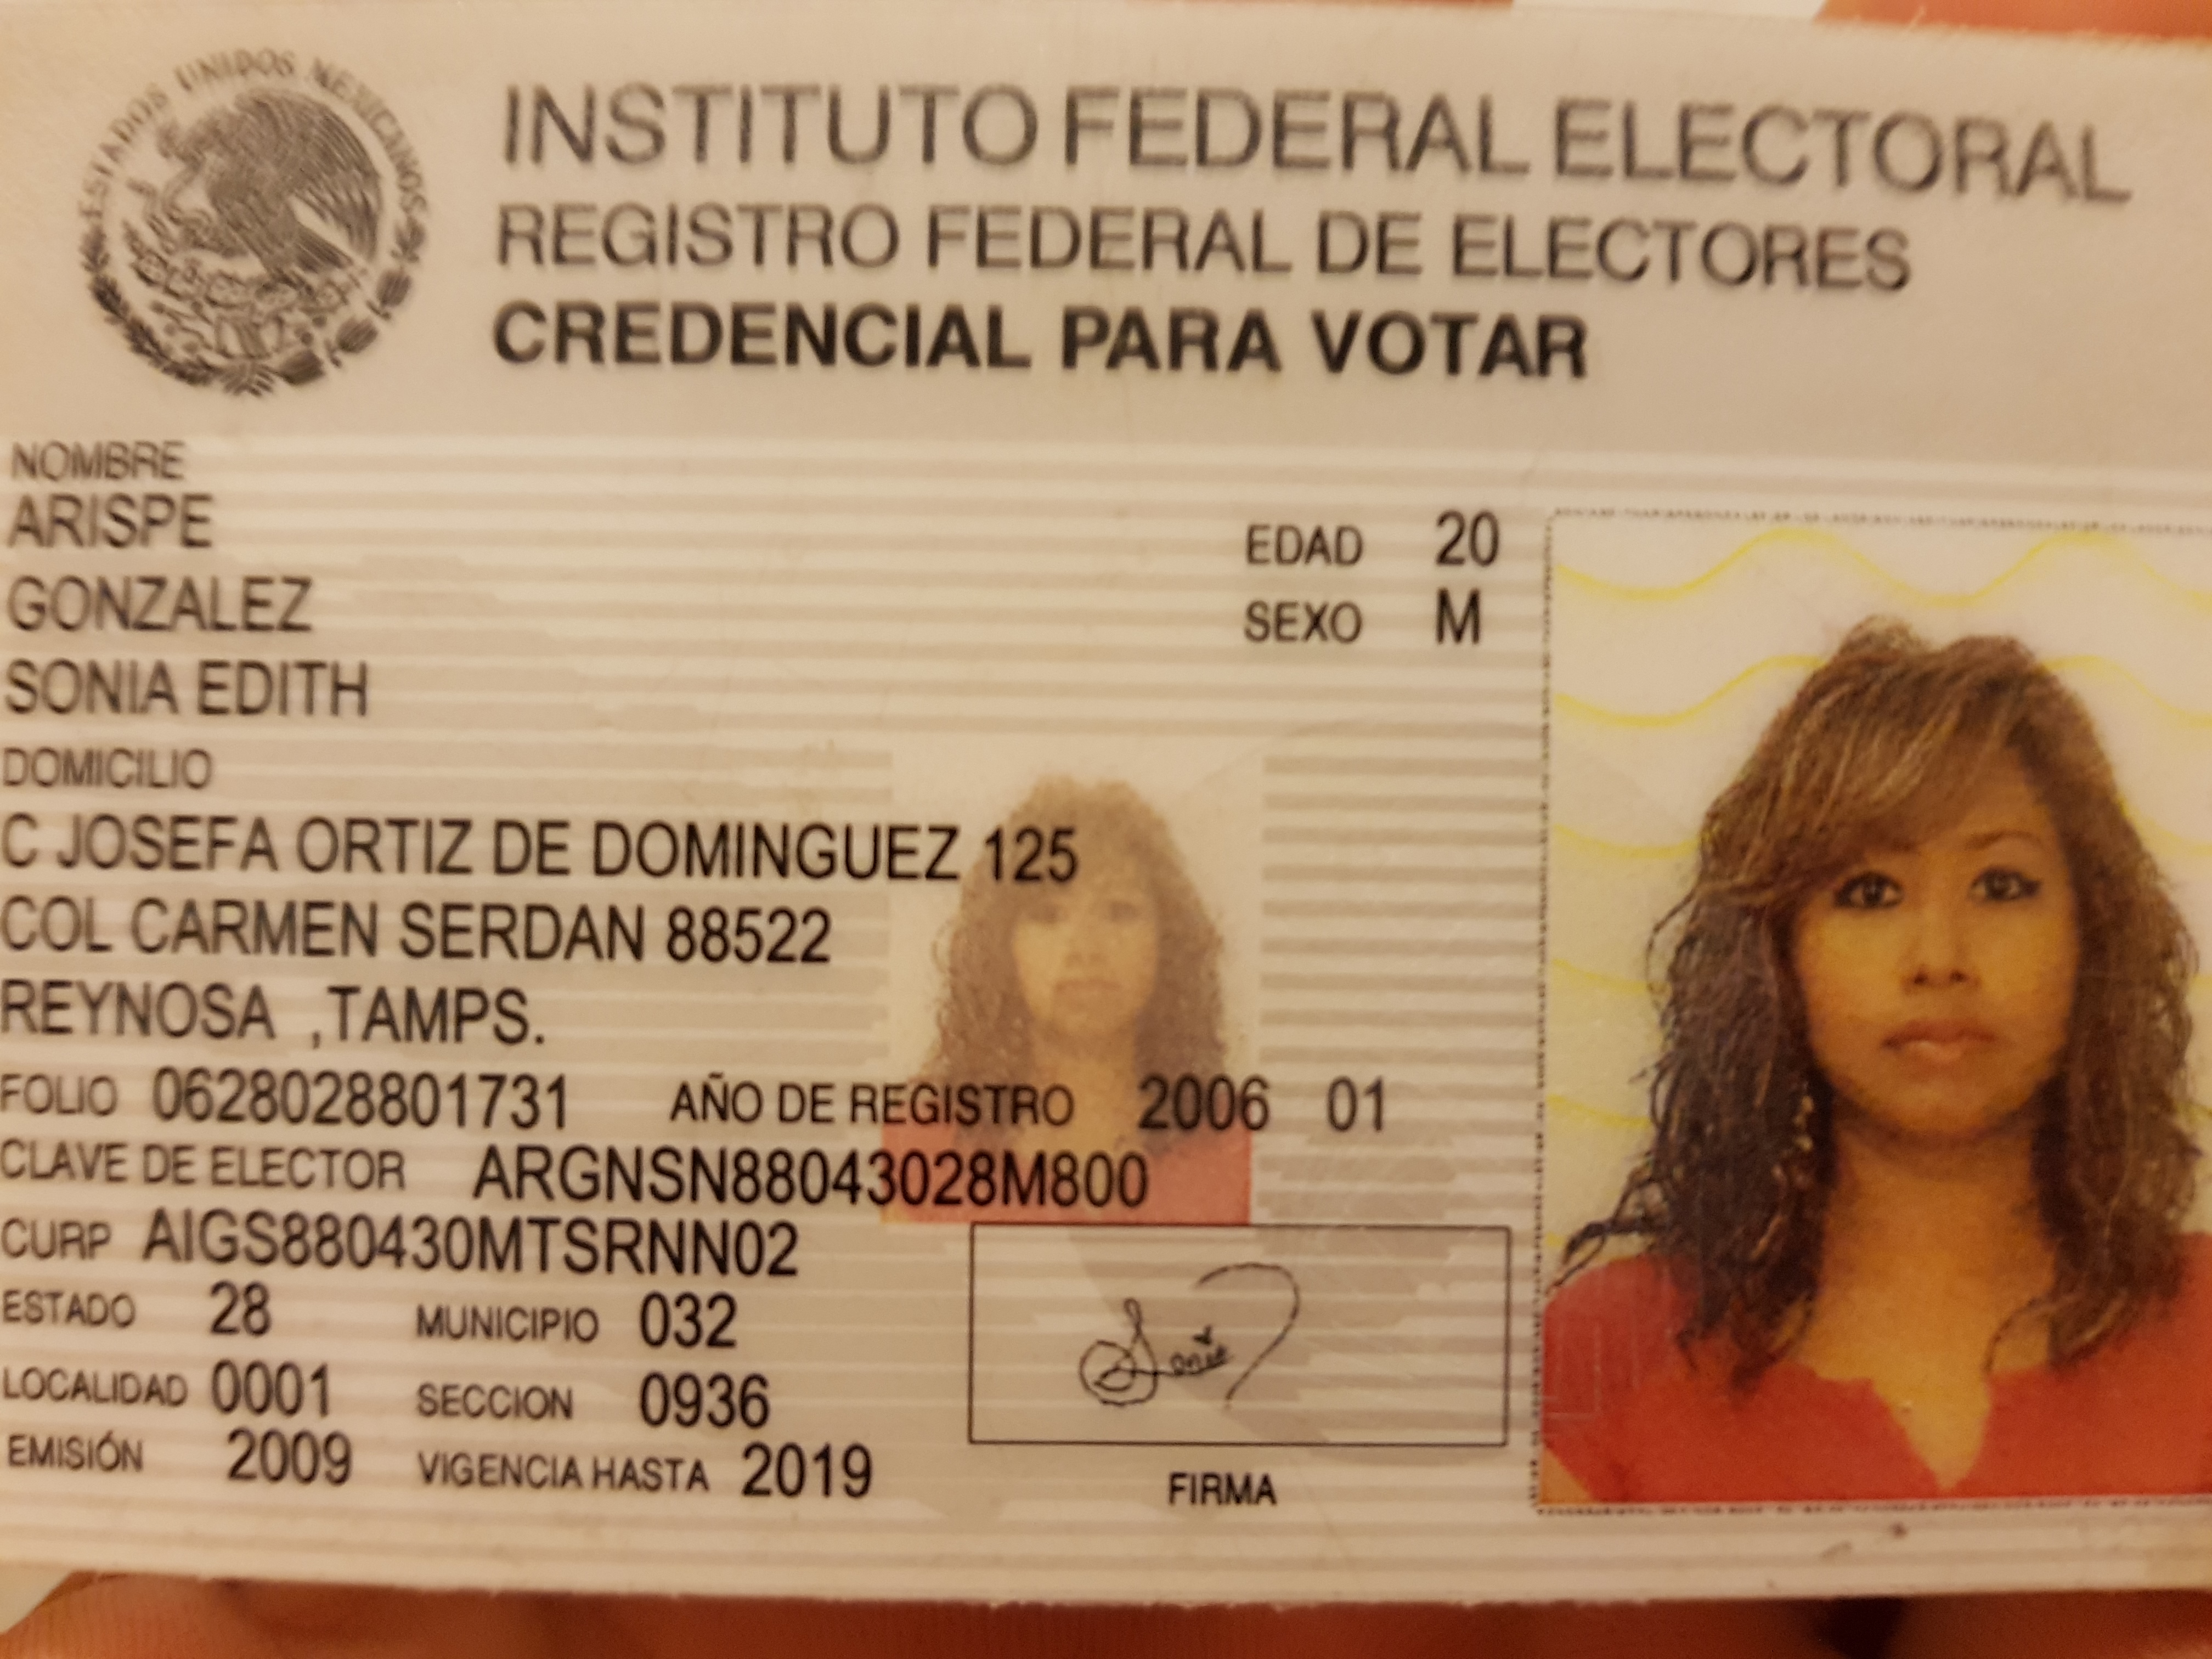 ESTADOS UNIDOS MEXICANOS
INSTITUTO FEDERAL ELECTORAL
REGISTRO FEDERAL DE ELECTORES
CREDENCIAL PARA VOTAR
NOMBRE
ARISPE
GONZALEZ
SONIA EDITH
EDAD 20
SEXO M
DOMICILIO
C JOSEFA ORTIZ DE DOMINGUEZ 125
COL CARMEN SERDAN 88522
REYNOSA ,TAMPS.
FOLIO 0628028801731 AÑO DE REGISTRO 2006 01
CLAVE DE ELECTOR ARGNSN88043028M800
CURP AIGS880430MTSRNN02
ESTADO 28 MUNICIPIO 032
LOCALIDAD 0001 SECCION 0936
EMISIÓN 2009 VIGENCIA HASTA 2019
Sonia
FIRMA